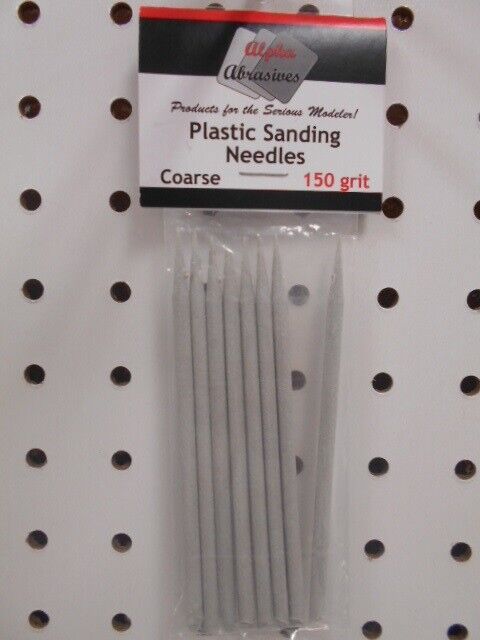 Alpha
Abrasives
Products for the Serious Modeler!
Plastic Sanding
Needles
Coarse 150 grit